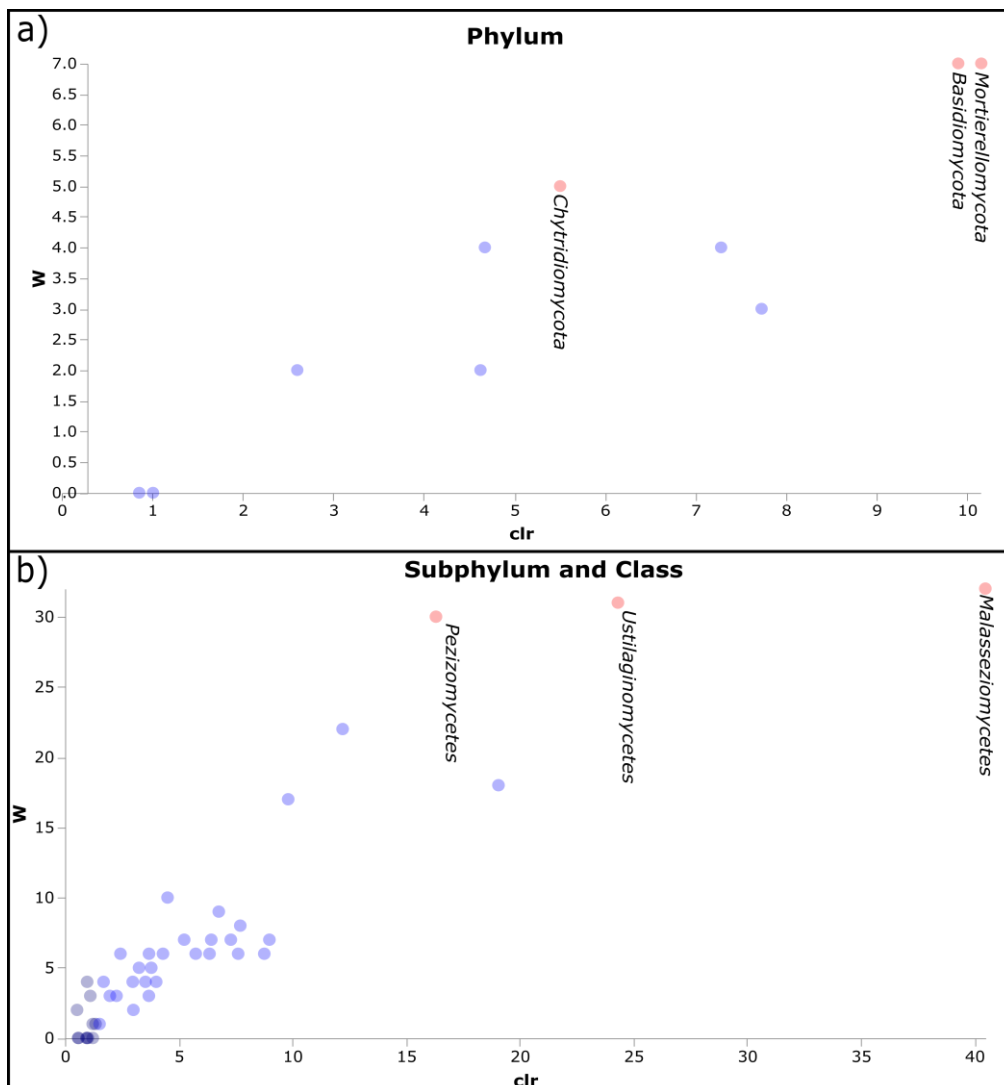 a)
Phylum
7.0
6.5
6.0
5.5
5.0
4.5
4.0
3.5
3.0
2.5
2.0
1.5
1.0
0.5
0.0
W
Chytridiomycota
Basidiomycota
Mortierellomycota
0 1 2 3 4 5 6 7 8 9 10
clr
b)
Subphylum and Class
30
25
20
15
10
5
0
W
Pezizomycetes
Ustilaginomycetes
Malasseziomycetes
0 5 10 15 20 25 30 35 40
clr